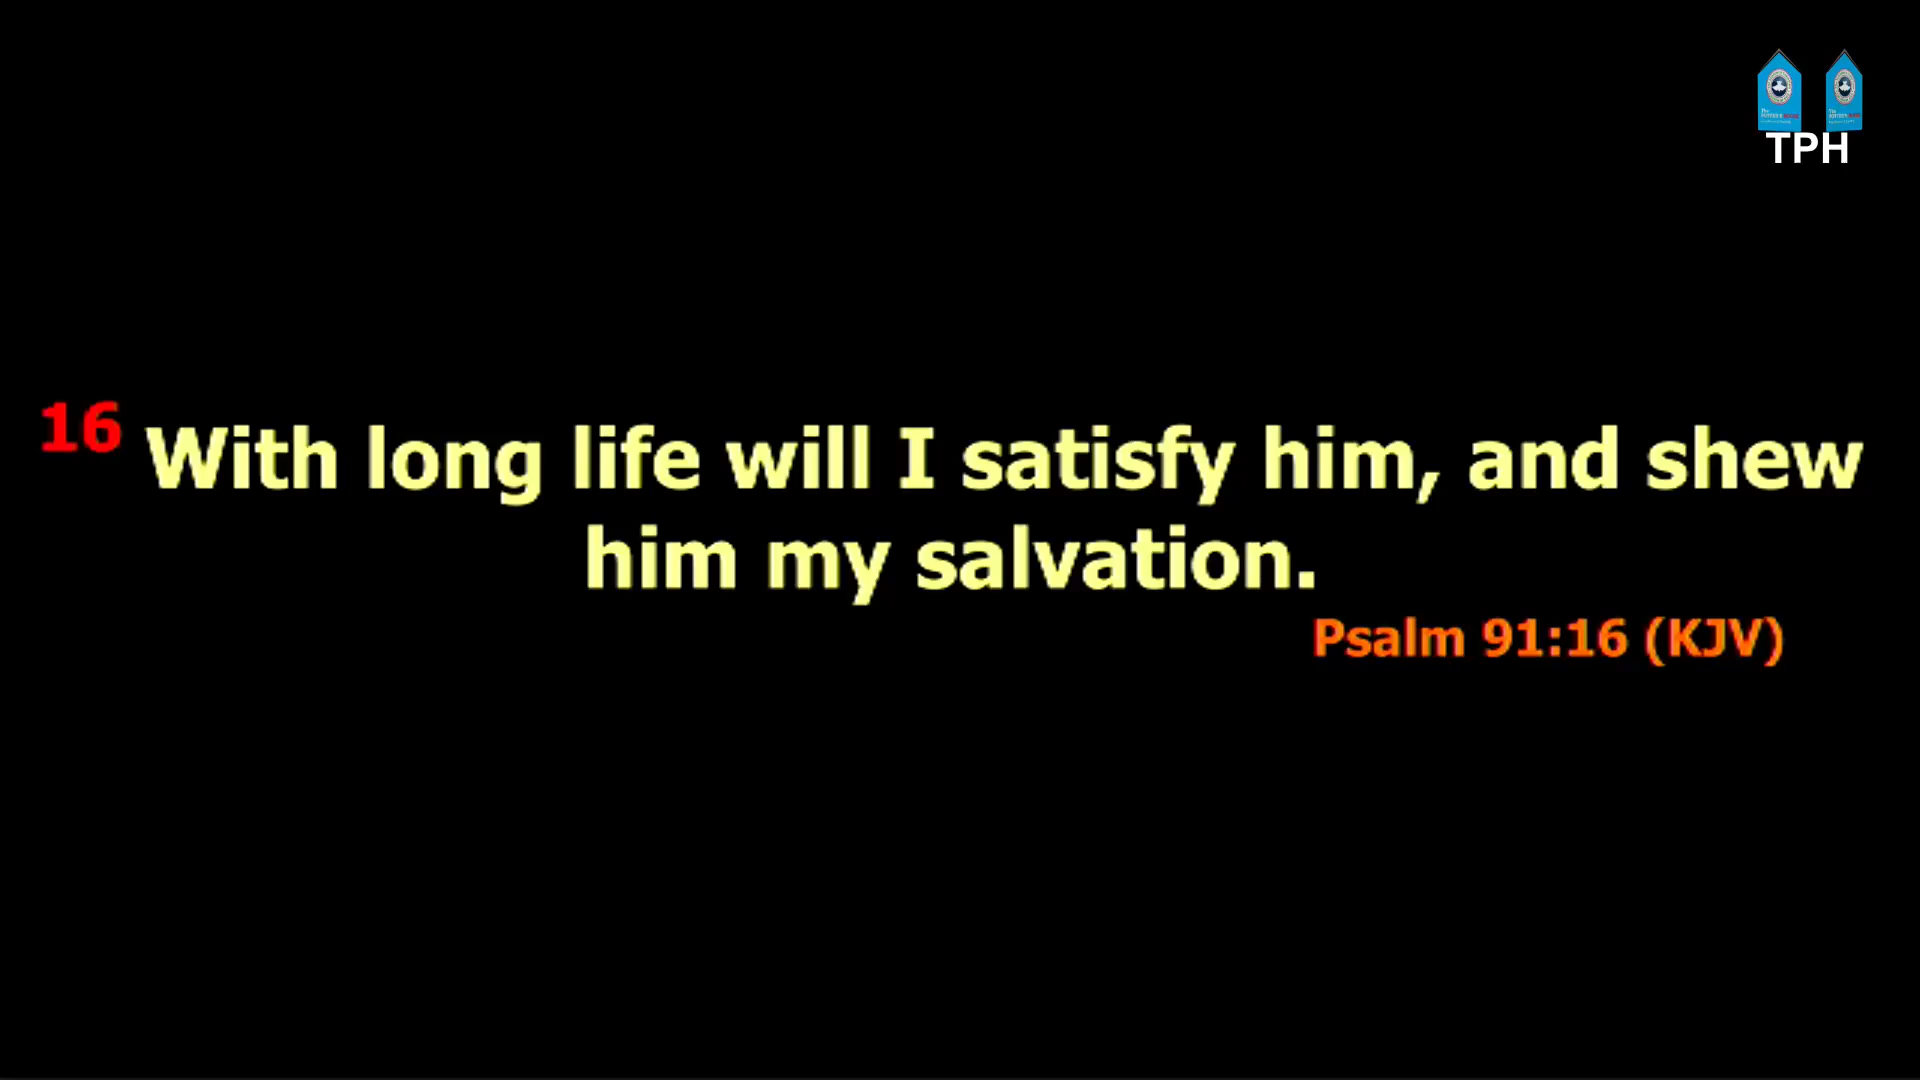 TPH
16 With long life will I satisfy him, and shew
him my salvation.
Psalm 91:16 (KJV)